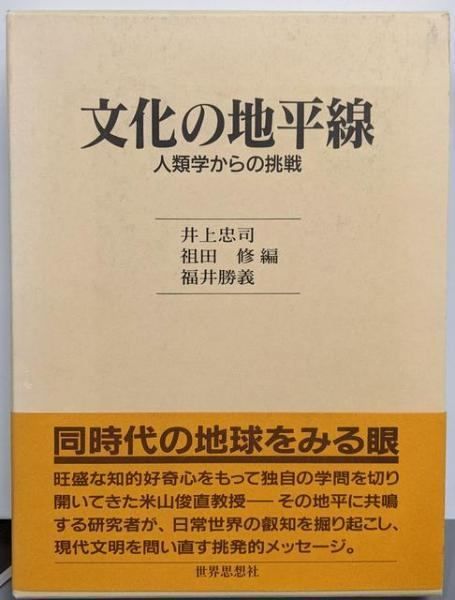 文化の地平線
人類学からの挑戦
井上忠司
祖田　修 編
福井勝義
同時代の地球をみる眼
旺盛な知的好奇心をもって独自の学問を切り
開いてきた米山俊直教授── その地平に共鳴
する研究者が、日常世界の叡知を掘り起こし、
現代文明を問い直す挑発的メッセージ。
世界思想社